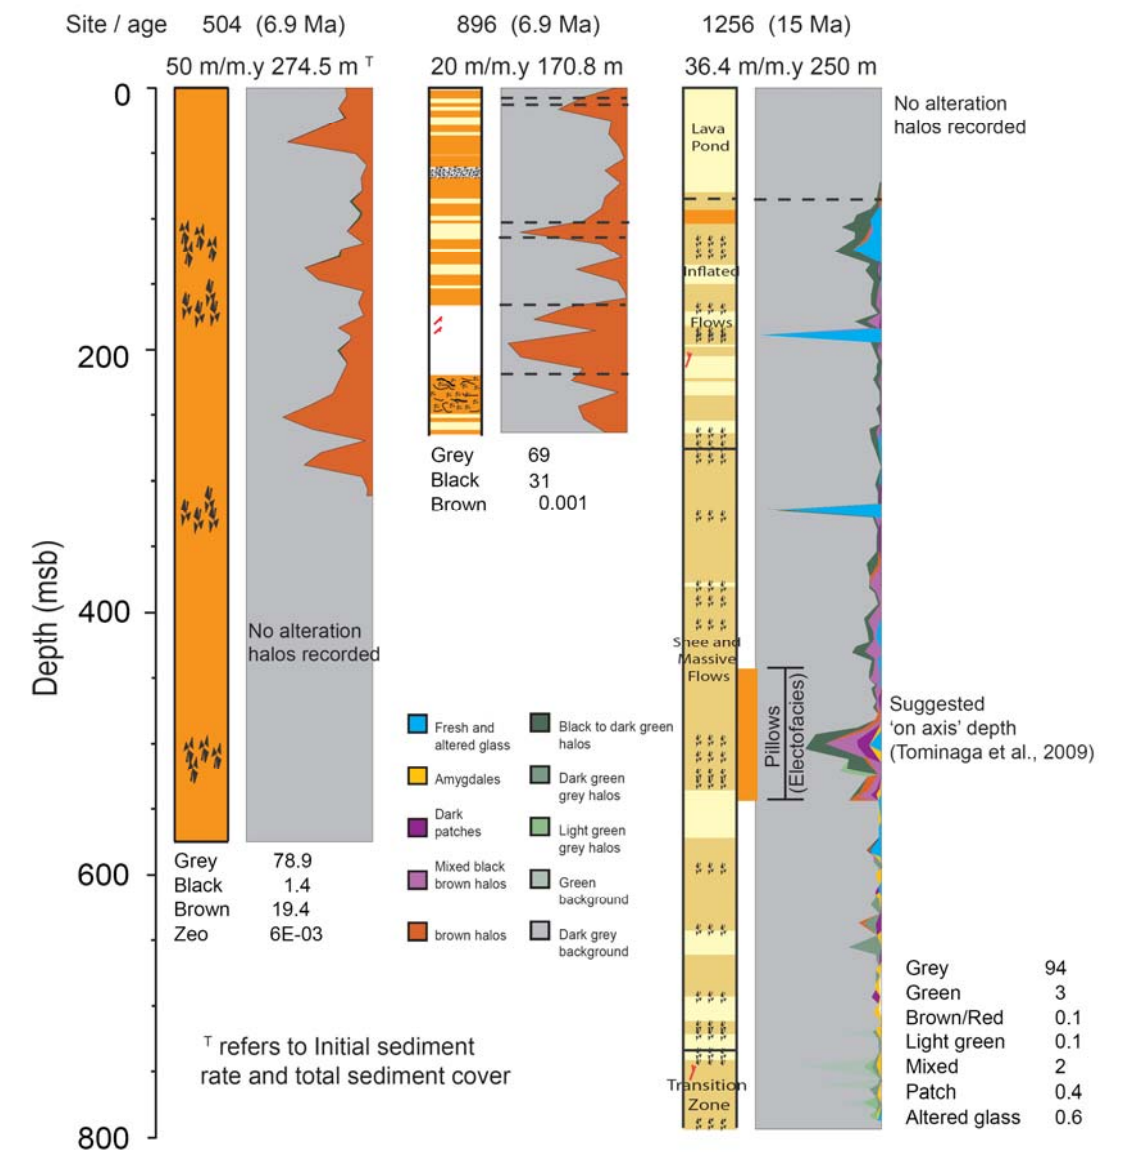 Site / age 504 (6.9 Ma) 896 (6.9 Ma) 1256 (15 Ma)
50 m/m.y 274.5 m T 20 m/m.y 170.8 m 36.4 m/m.y 250 m
Depth (msb)
0
200
400
600
800
No alteration
halos recorded
Grey 78.9
Black 1.4
Brown 19.4
Zeo 6E-03
Grey 69
Black 31
Brown 0.001
Lava
Pond
Inflated
Flows
Shee and
Massive
Flows
Transition
Zone
No alteration
halos recorded
Pillows
(Electofacies)
Suggested
‘on axis’ depth
(Tominaga et al., 2009)
Fresh and
altered glass
Amygdales
Dark
patches
Mixed black
brown halos
brown halos
Black to dark green
halos
Dark green
grey halos
Light green
grey halos
Green
background
Dark grey
background
T refers to Initial sediment
rate and total sediment cover
Grey 94
Green 3
Brown/Red 0.1
Light green 0.1
Mixed 2
Patch 0.4
Altered glass 0.6